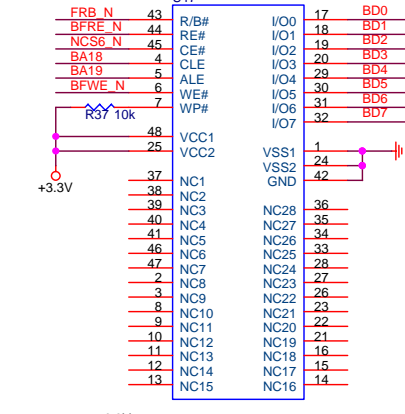 FRB_N 43 R/B# I/O0 17 BD0
BFRE_N 44 RE# I/O1 18 BD1
NCS6_N 45 CE# I/O2 19 BD2
BA18 4 CLE I/O3 20 BD3
BA19 5 ALE I/O4 29 BD4
BFWE_N 6 WE# I/O5 30 BD5
R37 10k 7 WP# I/O6 31 BD6
I/O7 32 BD7
48 VCC1
25 VCC2 VSS1 1
VSS2 24
+3.3V GND 42
37 NC1
38 NC2
39 NC3 NC28 36
40 NC4 NC27 35
41 NC5 NC26 34
46 NC6 NC25 33
47 NC7 NC24 28
2 NC8 NC23 27
3 NC9 NC22 26
8 NC10 NC21 23
9 NC11 NC20 22
10 NC12 NC19 21
11 NC13 NC18 16
12 NC14 NC17 15
13 NC15 NC16 14